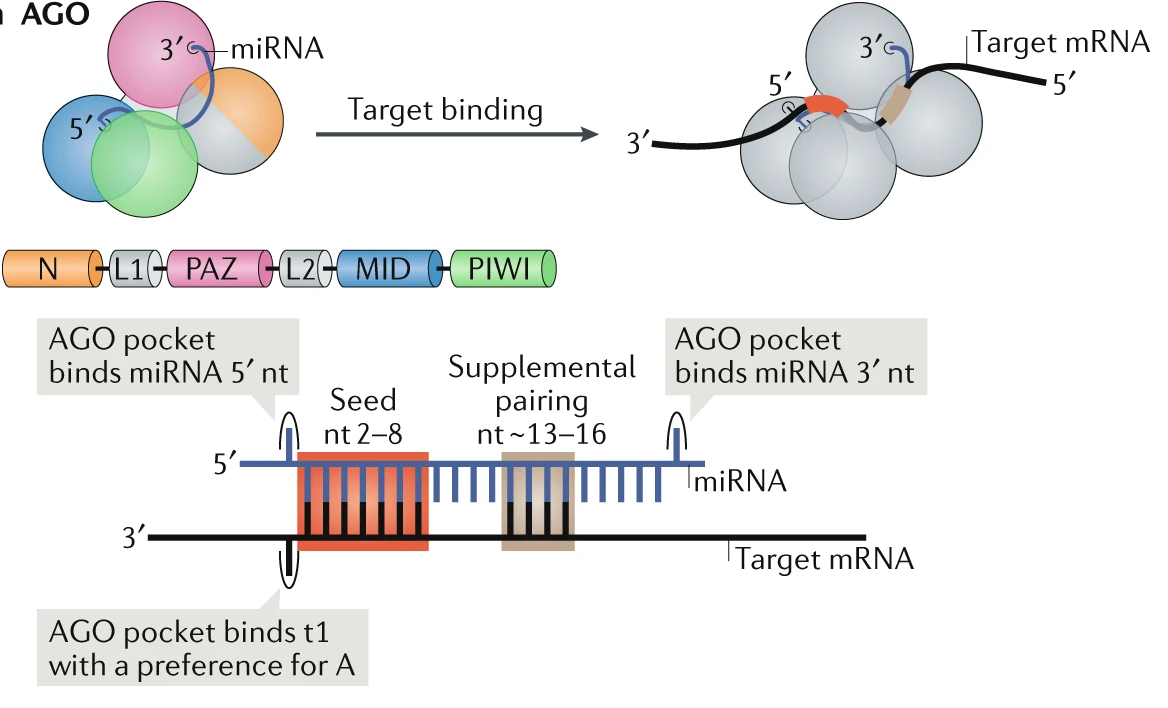 AGO
3′
miRNA
5′
Target binding
3′
Target mRNA
5′
5′
3′
N L1 PAZ L2 MID PIWI
AGO pocket
binds miRNA 5′ nt
AGO pocket
binds miRNA 3′ nt
Supplemental
pairing
nt ~13–16
Seed
nt 2–8
5′
miRNA
3′
Target mRNA
AGO pocket binds t1
with a preference for A